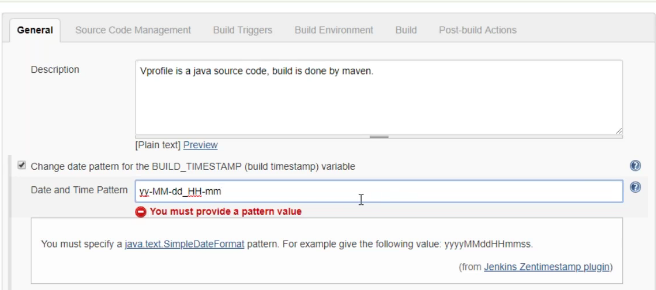 General Source Code Management Build Triggers Build Environment Build Post-build Actions
Description Vprofile is a java source code, build is done by maven.
[Plain text] Preview
Change date pattern for the BUILD_TIMESTAMP (build timestamp) variable
Date and Time Pattern yy-MM-dd_HH-mm
You must provide a pattern value
You must specify a java.text.SimpleDateFormat pattern. For example give the following value: yyyyMMddHHmmss.
(from Jenkins Zentimestamp plugin)